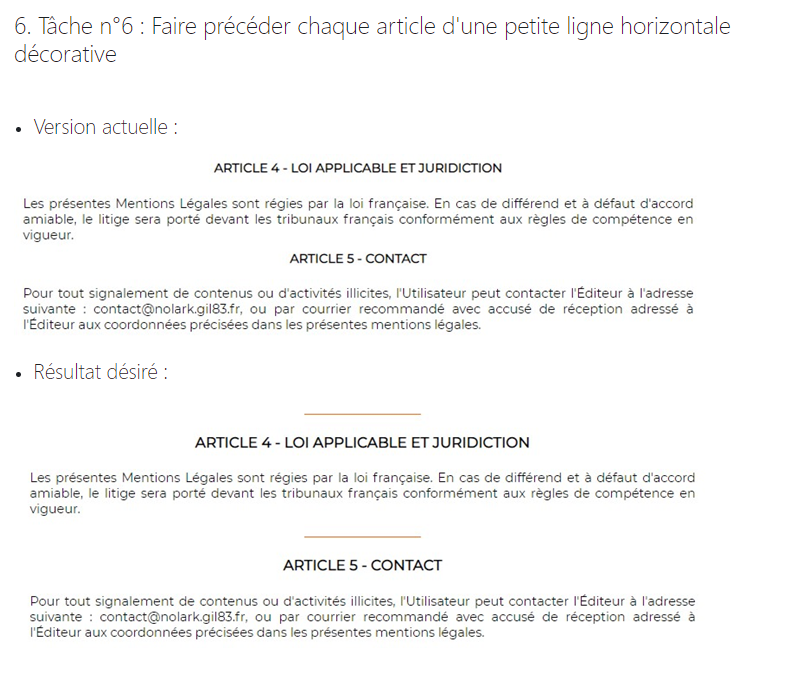 6. Tâche n°6 : Faire précéder chaque article d'une petite ligne horizontale
décorative
• Version actuelle :
ARTICLE 4 - LOI APPLICABLE ET JURIDICTION
Les présentes Mentions Légales sont régies par la loi française. En cas de différend et à défaut d'accord
amiable, le litige sera porté devant les tribunaux français conformément aux règles de compétence en
vigueur.
ARTICLE 5 - CONTACT
Pour tout signalement de contenus ou d'activités illicites, l'Utilisateur peut contacter l'Éditeur à l'adresse
suivante : contact@nolark.gil83.fr, ou par courrier recommandé avec accusé de réception adressé à
l'Éditeur aux coordonnées précisées dans les présentes mentions légales.
• Résultat désiré :
ARTICLE 4 - LOI APPLICABLE ET JURIDICTION
Les présentes Mentions Légales sont régies par la loi française. En cas de différend et à défaut d'accord
amiable, le litige sera porté devant les tribunaux français conformément aux règles de compétence en
vigueur.
ARTICLE 5 - CONTACT
Pour tout signalement de contenus ou d'activités illicites, l'Utilisateur peut contacter l'Éditeur à l'adresse
suivante : contact@nolark.gil83.fr, ou par courrier recommandé avec accusé de réception adressé à
l'Éditeur aux coordonnées précisées dans les présentes mentions légales.